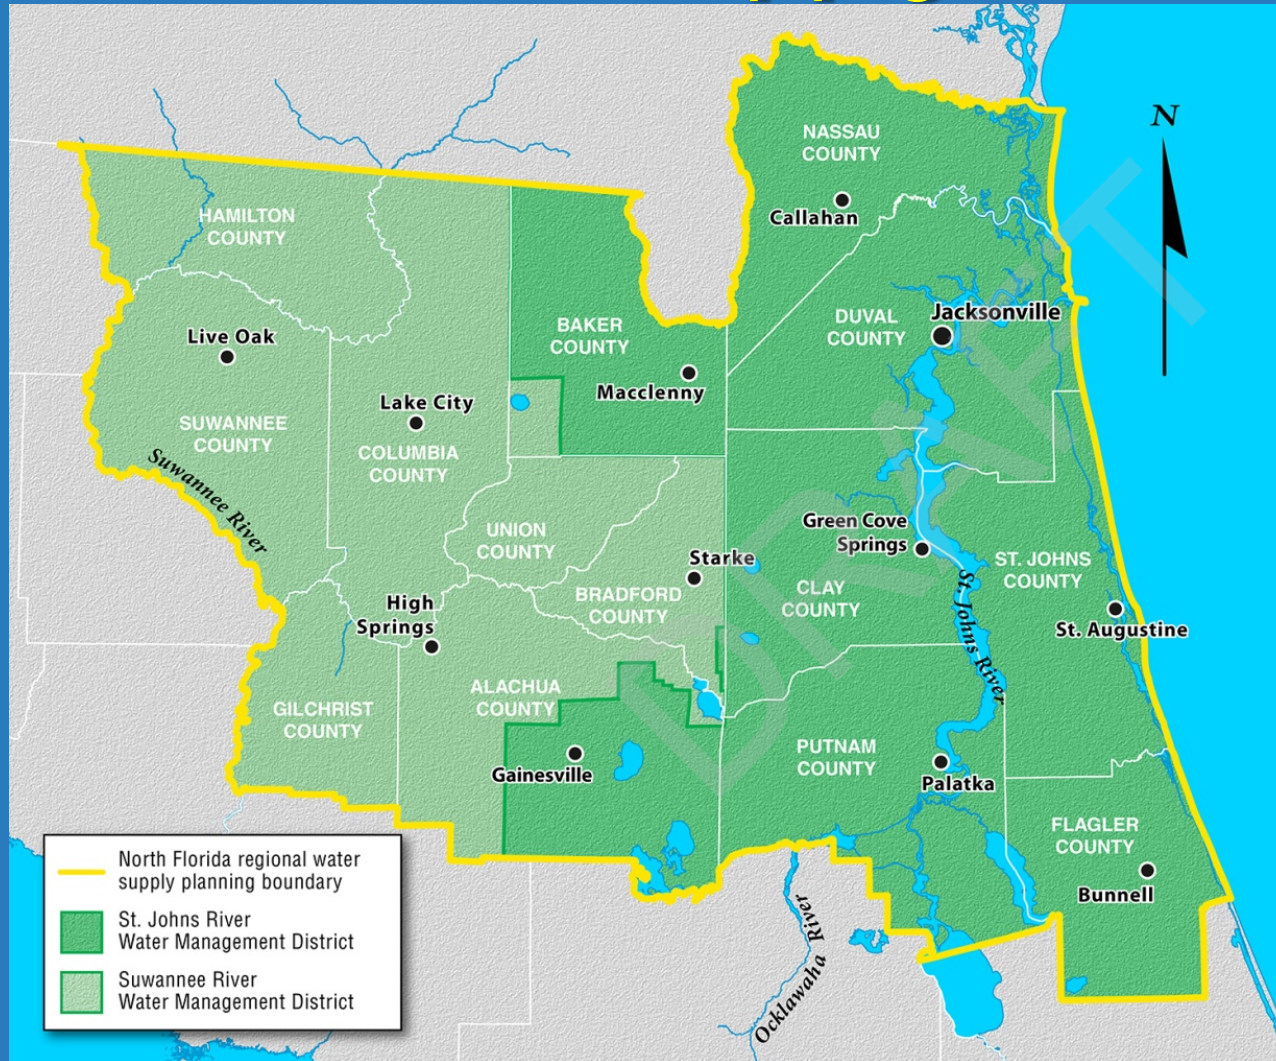 N
NASSAU
COUNTY
Callahan
HAMILTON
COUNTY
Live Oak
BAKER
COUNTY
Macclenny
DUVAL
COUNTY
Jacksonville
Lake City
SUWANNEE
COUNTY
COLUMBIA
COUNTY
Suwannee River
UNION
COUNTY
Starke
BRADFORD
COUNTY
Green Cove
Springs
CLAY
COUNTY
ST. JOHNS
COUNTY
St. Johns River
St. Augustine
High
Springs
GILCHRIST
COUNTY
ALACHUA
COUNTY
Gainesville
PUTNAM
COUNTY
Palatka
FLAGLER
COUNTY
Bunnell
Ocklawaha River
DRAFT
North Florida regional water
supply planning boundary
St. Johns River
Water Management District
Suwannee River
Water Management District